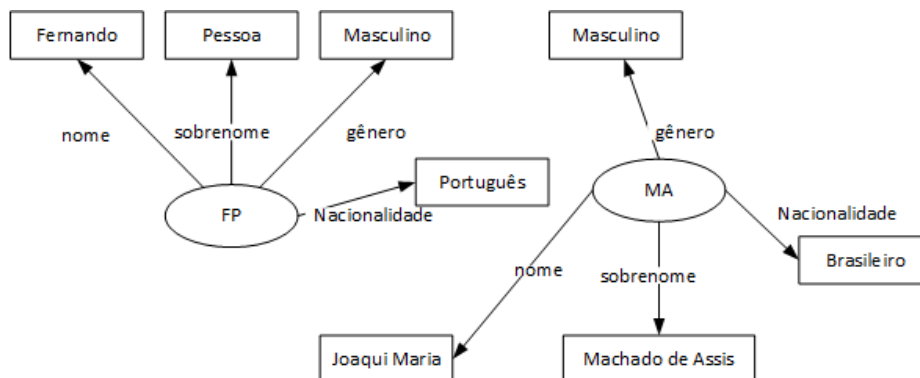 Fernando
Pessoa
Masculino
nome
sobrenome
gênero
FP
Nacionalidade
Português
Masculino
gênero
MA
Nacionalidade
Brasileiro
nome
sobrenome
Joaqui Maria
Machado de Assis